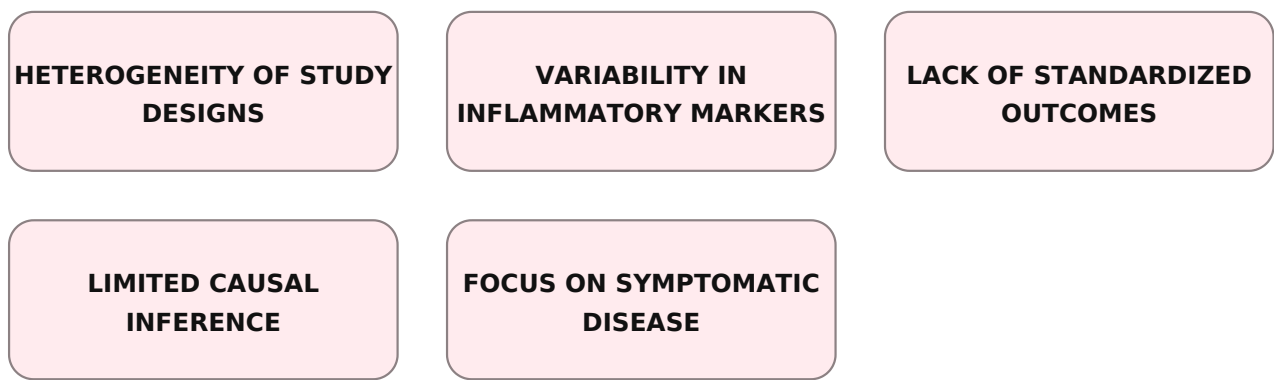 HETEROGENEITY OF STUDY
DESIGNS
VARIABILITY IN
INFLAMMATORY MARKERS
LACK OF STANDARDIZED
OUTCOMES
LIMITED CAUSAL
INFERENCE
FOCUS ON SYMPTOMATIC
DISEASE